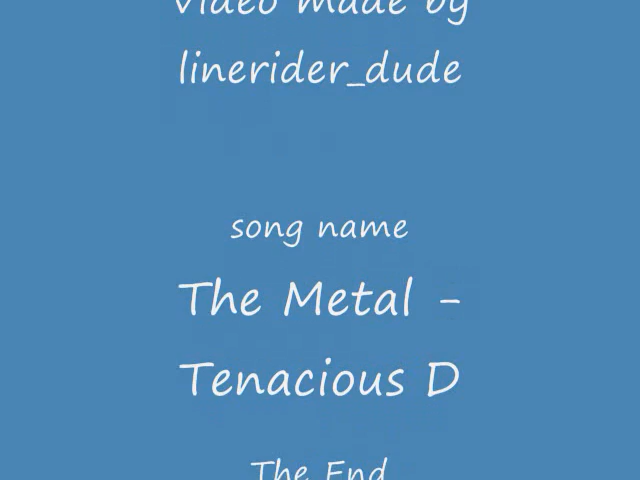 Video made by
linerider_dude
song name
The Metal -
Tenacious D
The End